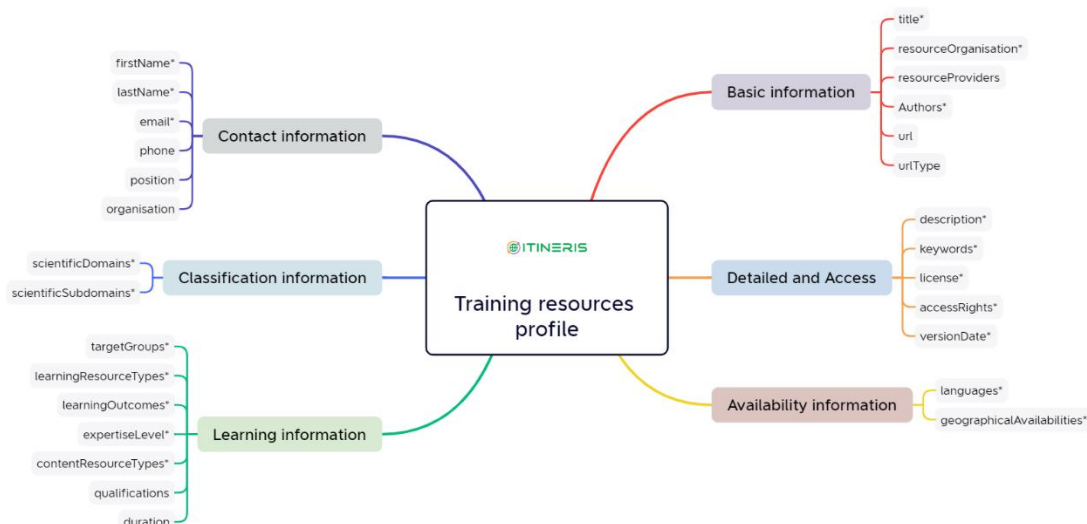 firstName*
lastName*
email*
phone
position
organisation
Contact information
scientificDomains*
scientificSubdomains*
Classification information
targetGroups*
learningResourceTypes*
learningOutcomes*
expertiseLevel*
contentResourceTypes*
qualifications
duration
Learning information
ITINERIS
Training resources
profile
Basic information
title*
resourceOrganisation*
resourceProviders
Authors*
url
urlType
Detailed and Access
description*
keywords*
license*
accessRights*
versionDate*
Availability information
languages*
geographicalAvailabilities*